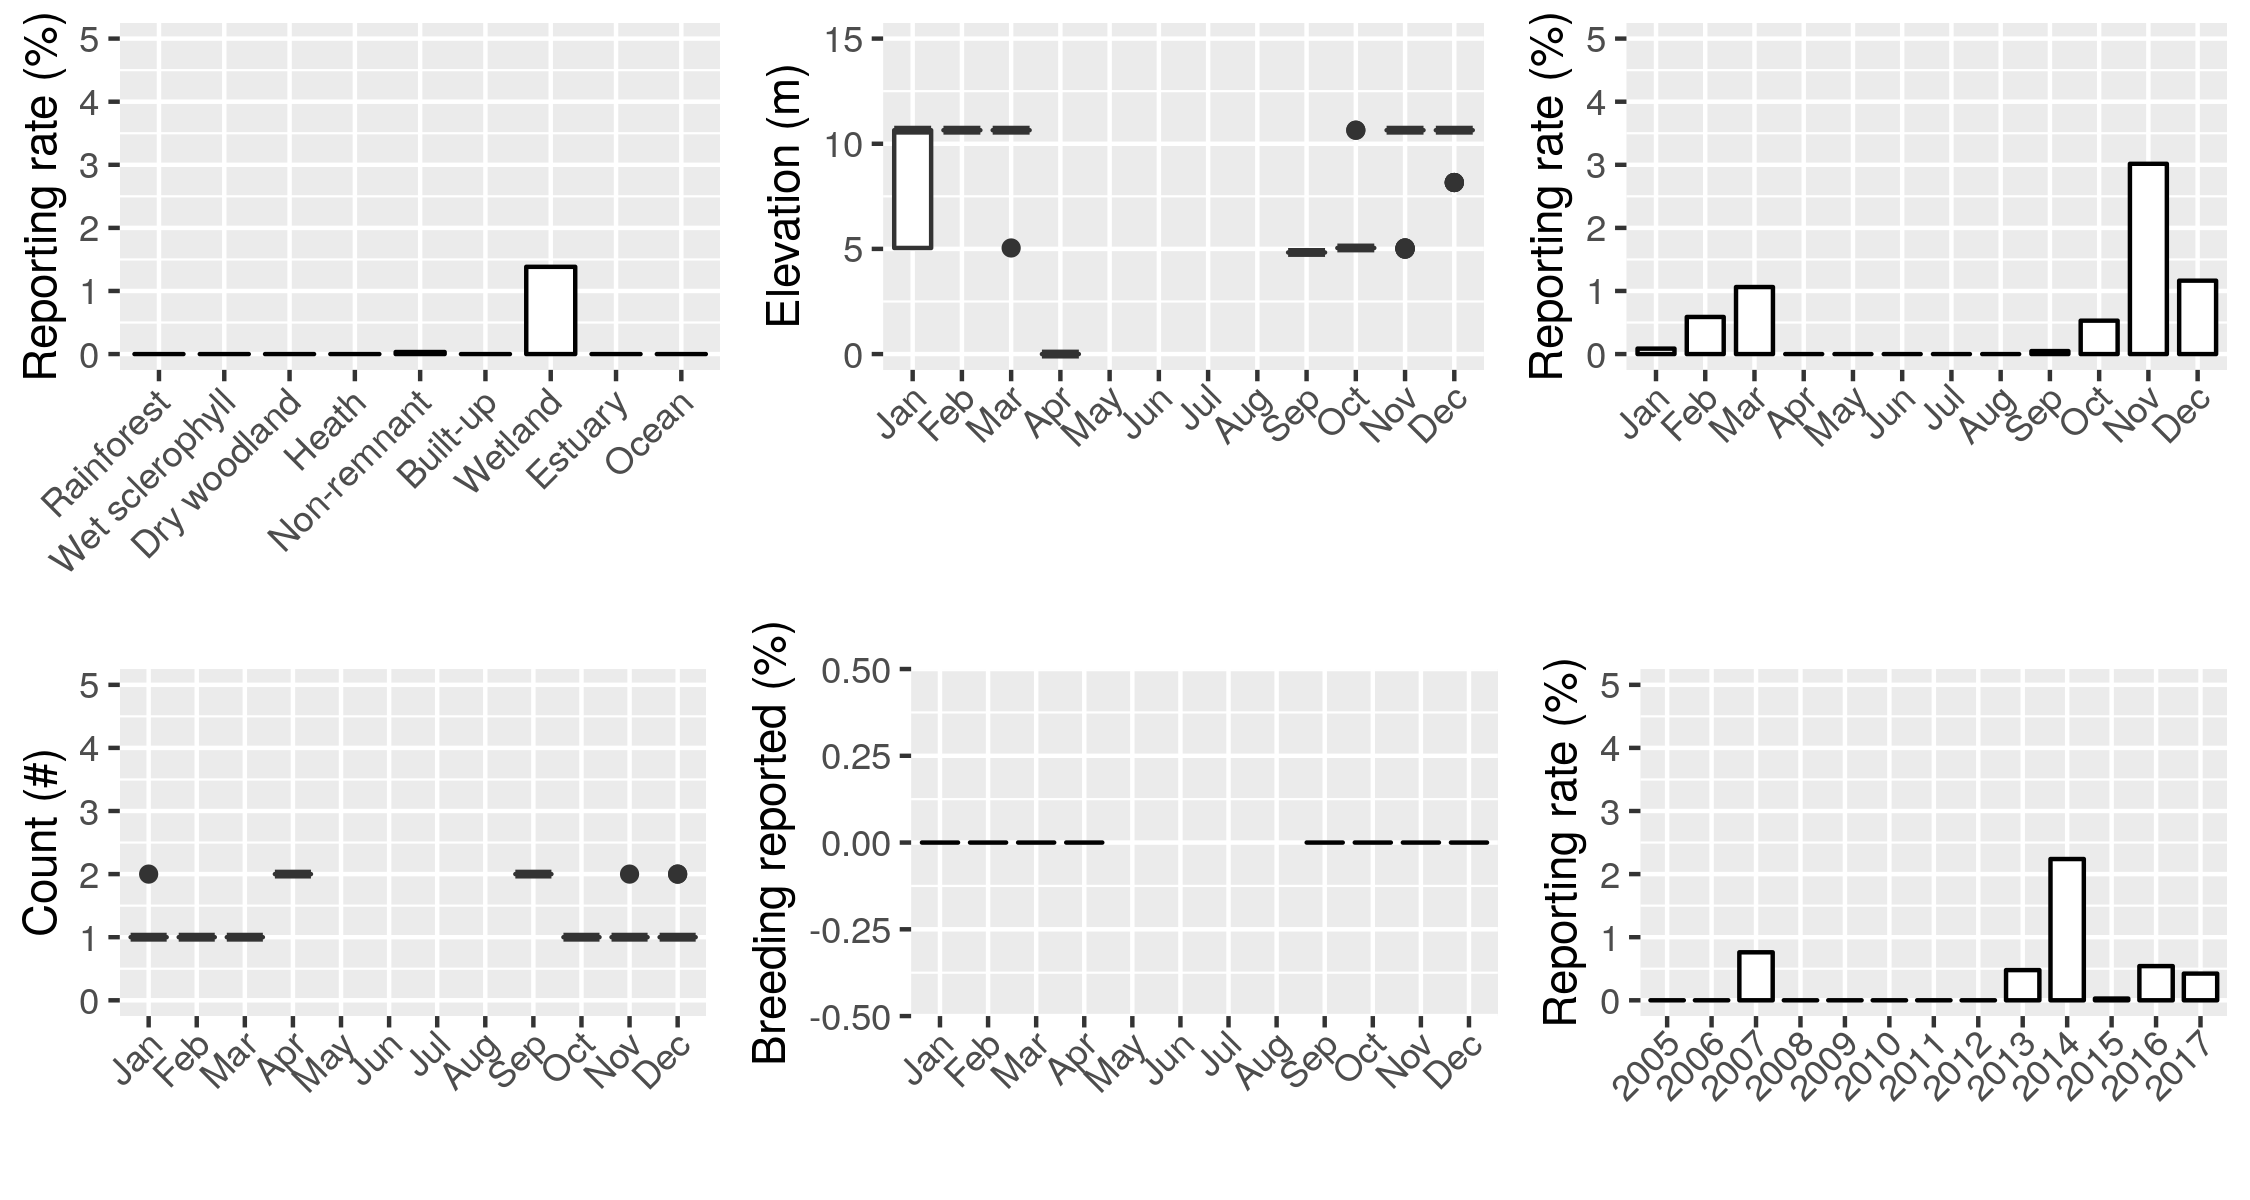 Reporting rate (%)
5
4
3
2
1
0
Rainforest
Wet sclerophyll
Dry woodland
Heath
Non-remnant
Built-up
Wetland
Estuary
Ocean
Elevation (m)
15
10
5
0
Jan
Feb
Mar
Apr
May
Jun
Jul
Aug
Sep
Oct
Nov
Dec
Reporting rate (%)
5
4
3
2
1
0
Jan
Feb
Mar
Apr
May
Jun
Jul
Aug
Sep
Oct
Nov
Dec
Count (#)
5
4
3
2
1
0
Jan
Feb
Mar
Apr
May
Jun
Jul
Aug
Sep
Oct
Nov
Dec
Breeding reported (%)
0.50
0.25
0.00
-0.25
-0.50
Jan
Feb
Mar
Apr
May
Jun
Jul
Aug
Sep
Oct
Nov
Dec
Reporting rate (%)
5
4
3
2
1
0
2005
2006
2007
2008
2009
2010
2011
2012
2013
2014
2015
2016
2017